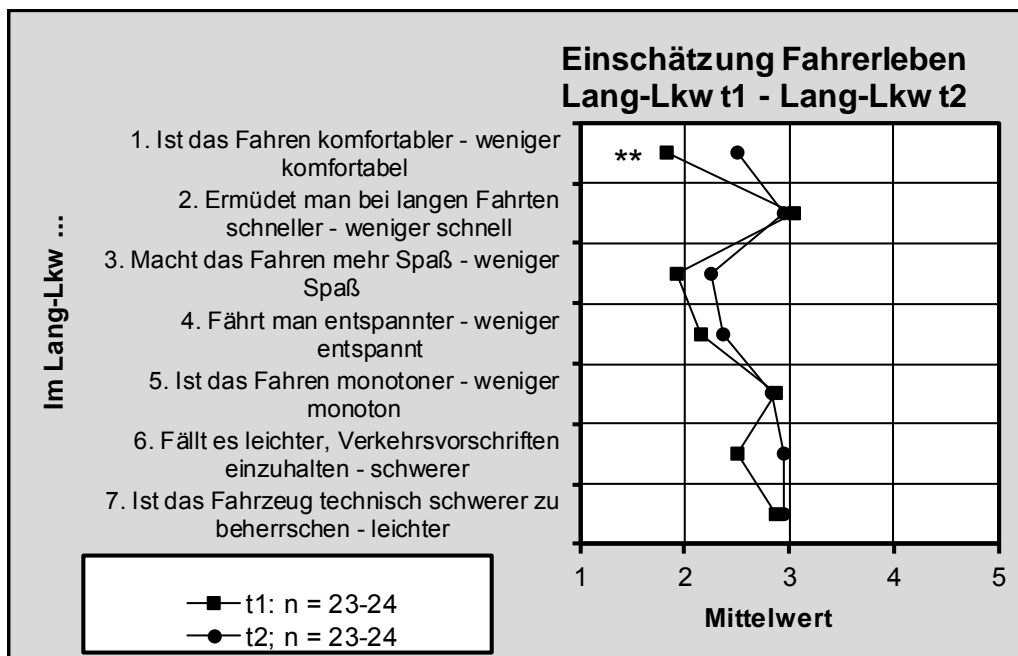 Einschätzung Fahrerleben
Lang-Lkw t1 - Lang-Lkw t2
Im Lang-Lkw ...
1. Ist das Fahren komfortabler - weniger
komfortabel
2. Ermüdet man bei langen Fahrten
schneller - weniger schnell
3. Macht das Fahren mehr Spaß - weniger
Spaß
4. Fährt man entspannter - weniger
entspannt
5. Ist das Fahren monotoner - weniger
monoton
6. Fällt es leichter, Verkehrsvorschriften
einzuhalten - schwerer
7. Ist das Fahrzeug technisch schwerer zu
beherrschen - leichter
**
1 2 3 4 5
Mittelwert
t1: n = 23-24
t2; n = 23-24